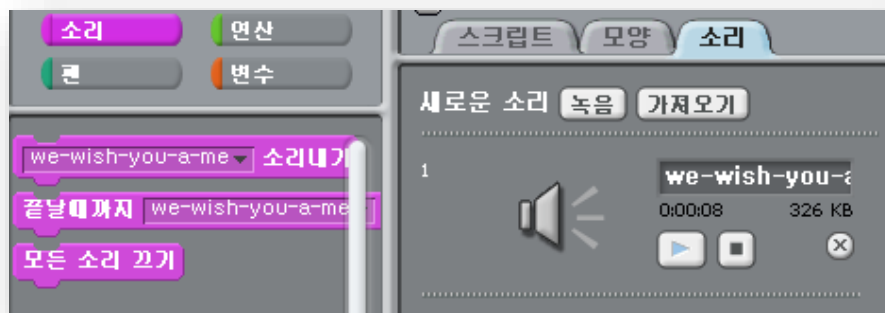 소리 연산
펜 변수
we-wish-you-a-me 소리내기
끝날때까지 we-wish-you-a-me
모든 소리 끄기
스크립트 모양 소리
새로운 소리 녹음 가져오기
1
we-wish-you-a
0:00:08 326 KB